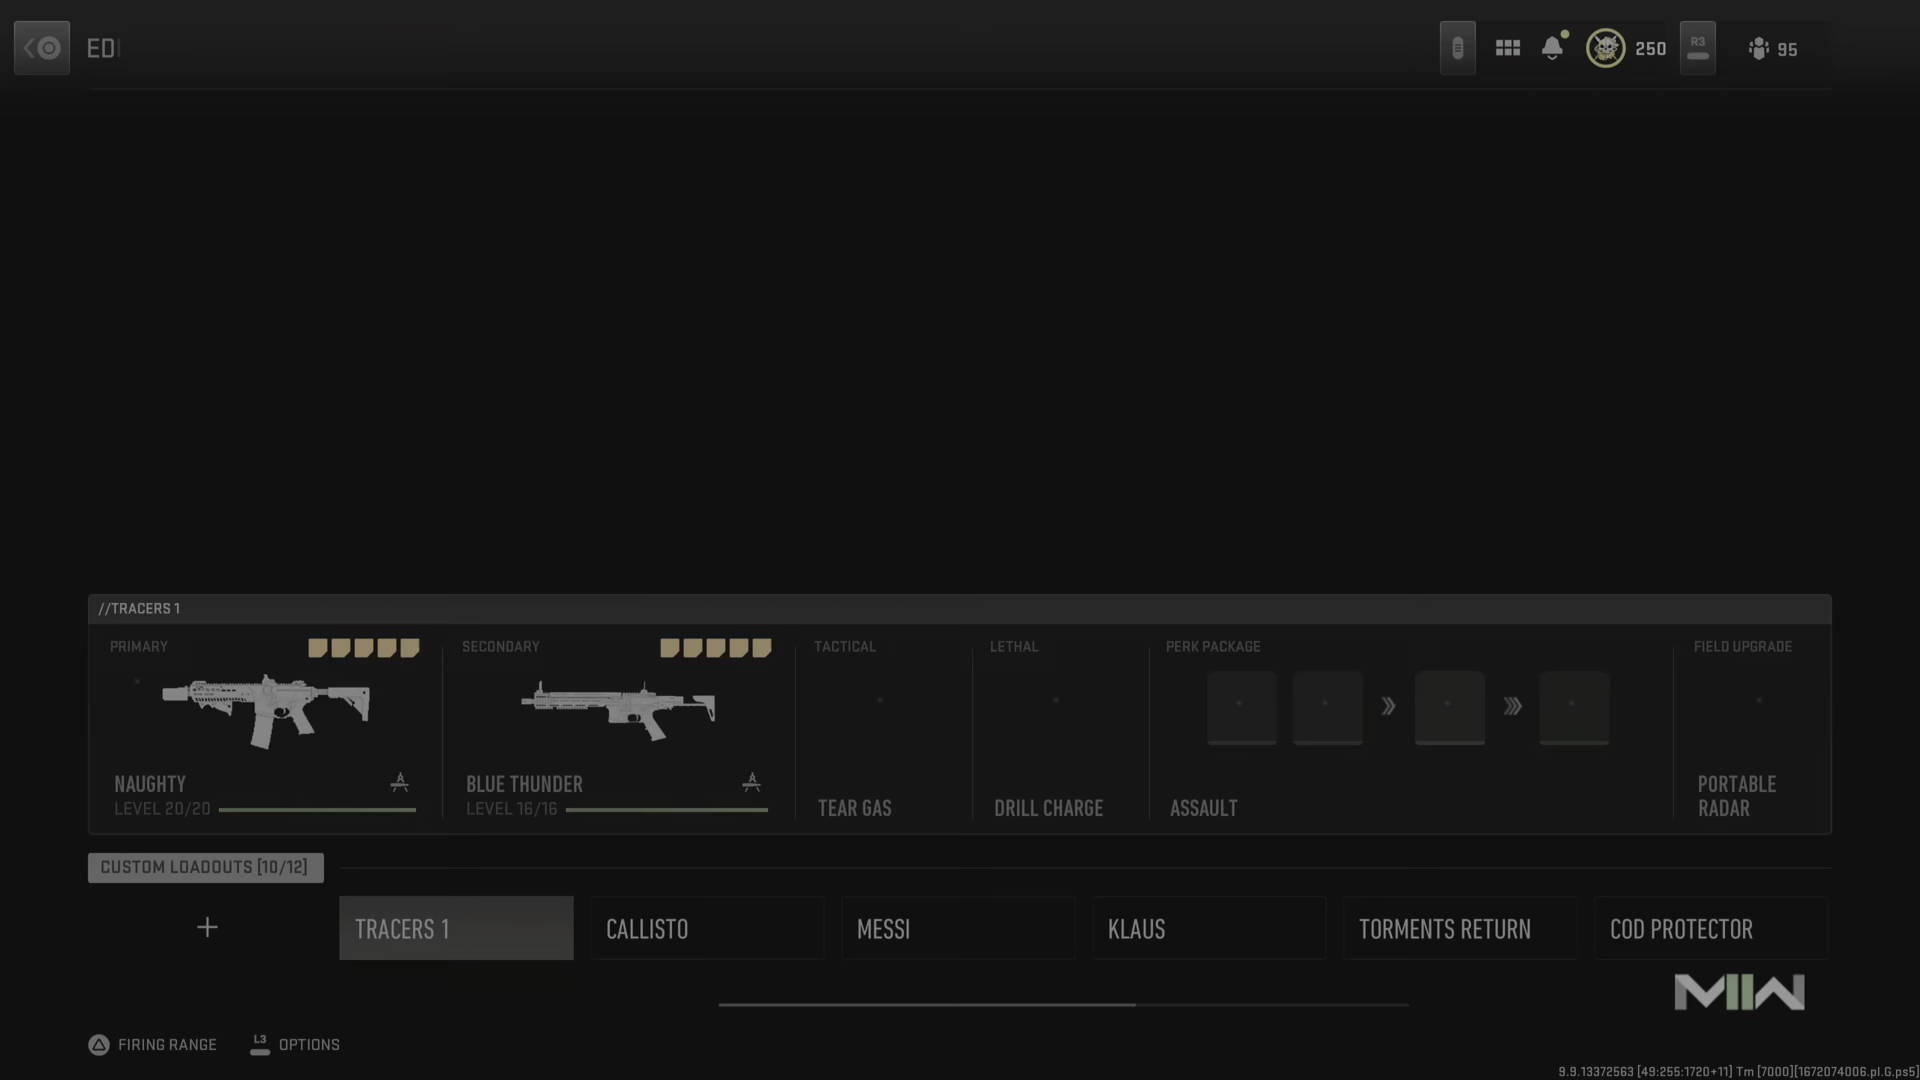 ED
250
R3
95
//TRACERS 1
PRIMARY
SECONDARY
TACTICAL
LETHAL
PERK PACKAGE
FIELD UPGRADE
NAUGHTY
LEVEL 20/20
BLUE THUNDER
LEVEL 16/16
TEAR GAS
DRILL CHARGE
ASSAULT
PORTABLE
RADAR
CUSTOM LOADOUTS [10/12]
+
TRACERS 1
CALLISTO
MESSI
KLAUS
TORMENTS RETURN
COD PROTECTOR
MWII
FIRING RANGE
L3
OPTIONS
9.9.13372563 [49:255:1720+11] Tm [7000][1672074006.pl.G.ps5]